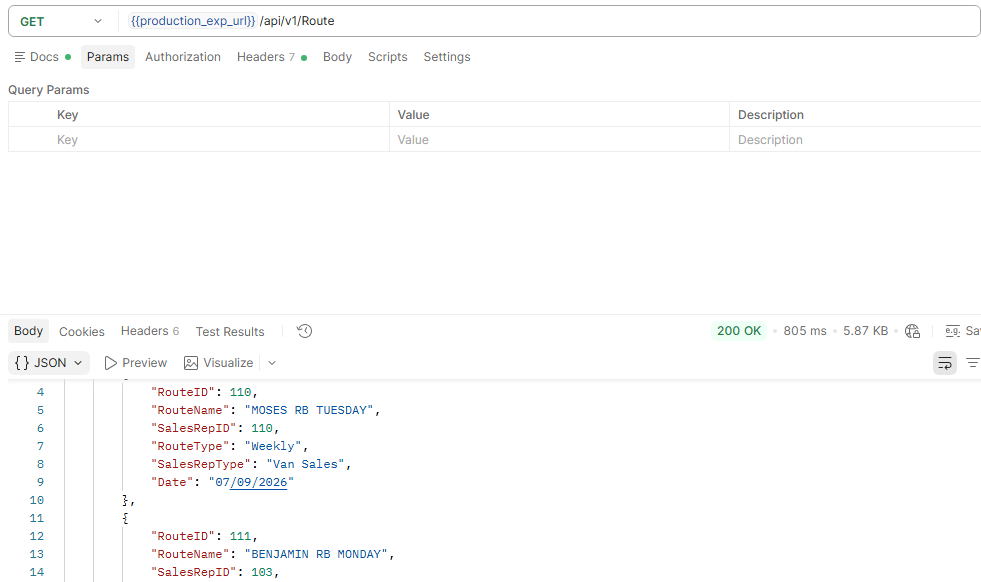 GET {{production_exp_url}} /api/v1/Route
Docs Params Authorization Headers 7 Body Scripts Settings
Query Params
Key Value Description
Key Value Description
Body Cookies Headers 6 Test Results 200 OK 805 ms 5.87 KB e.g. Sa
{ } JSON Preview Visualize
4 "RouteID": 110,
5 "RouteName": "MOSES RB TUESDAY",
6 "SalesRepID": 110,
7 "RouteType": "Weekly",
8 "SalesRepType": "Van Sales",
9 "Date": "07/09/2026"
10 },
11 {
12 "RouteID": 111,
13 "RouteName": "BENJAMIN RB MONDAY",
14 "SalesRepID": 103,